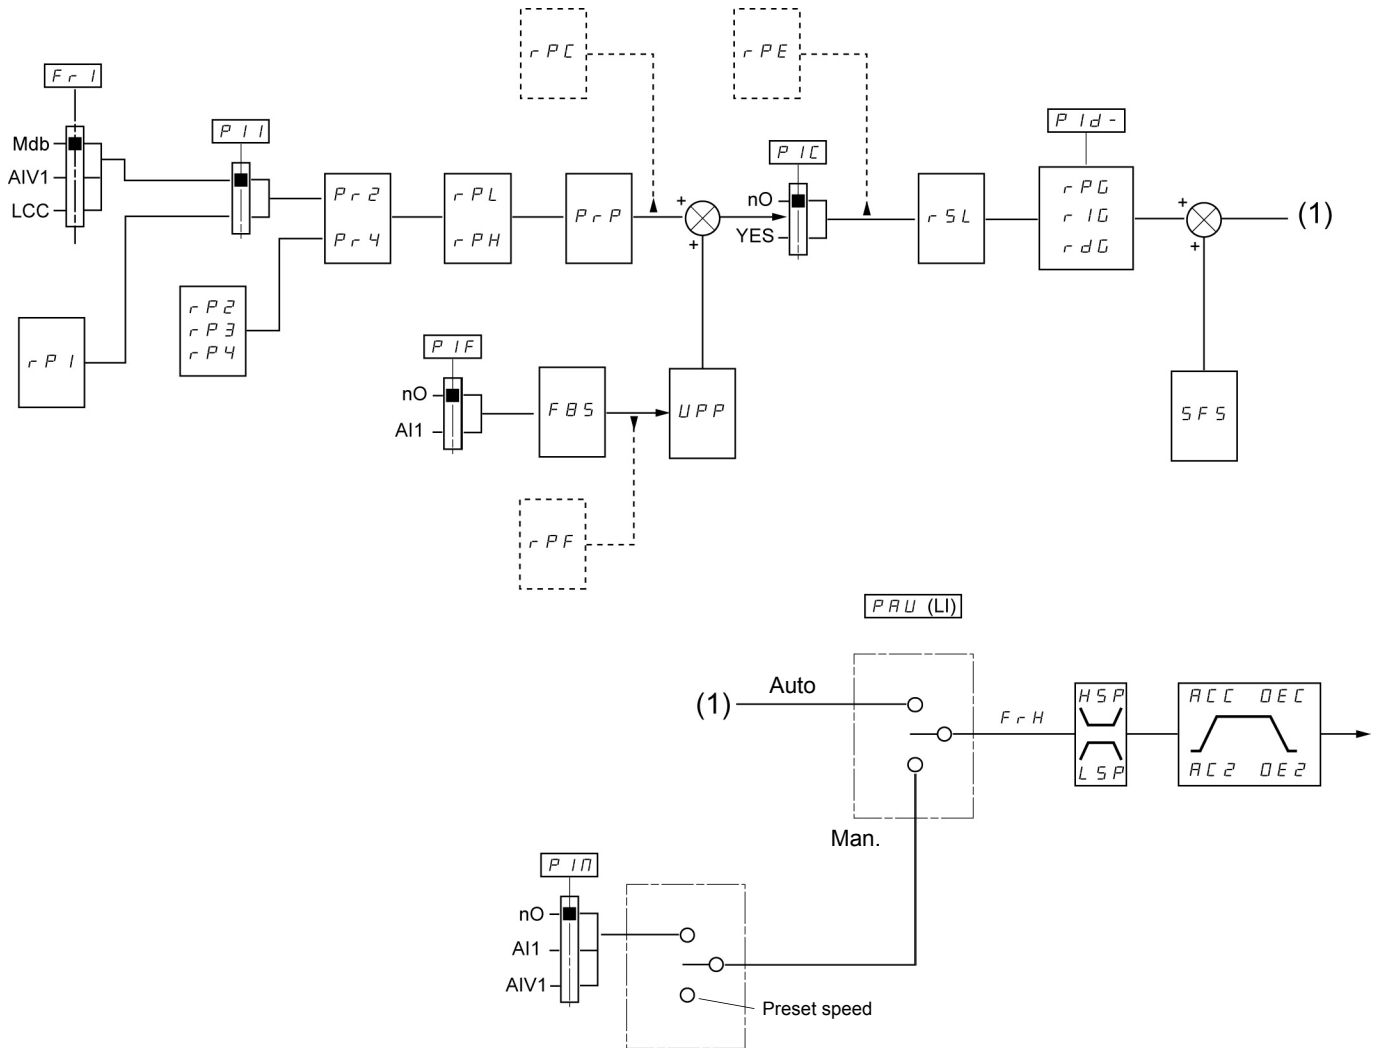 rPC
rPE
Fr1
Mdb
AIV1
LCC
PII
Pr2
Pr4
rPL
rPH
PrP
+
+
PIC
nO
YES
rSL
PId-
rPG
rIG
rdG
+
+
(1)
rP1
rP2
rP3
rP4
PIF
nO
AI1
FBS
UPP
SFS
rPF
PAU (LI)
(1)
Auto
FrH
HSP
LSP
ACC DEC
AC2 DE2
Man.
PIM
nO
AI1
AIV1
Preset speed